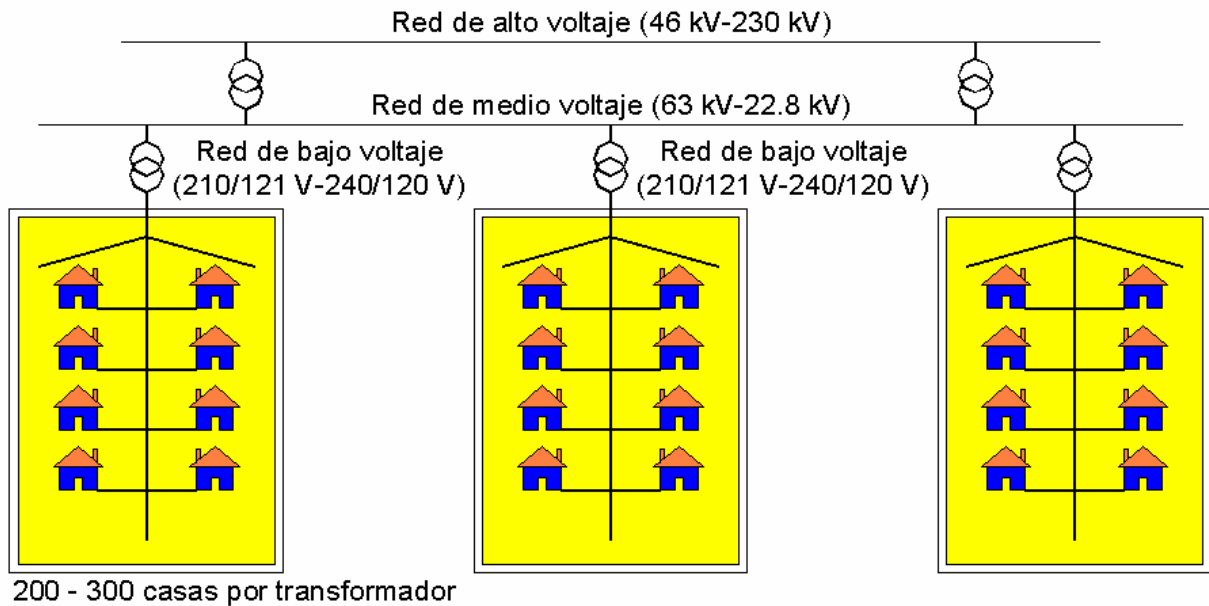 Red de alto voltaje (46 kV-230 kV)
Red de medio voltaje (63 kV-22.8 kV)
Red de bajo voltaje
(210/121 V-240/120 V)
Red de bajo voltaje
(210/121 V-240/120 V)
200 - 300 casas por transformador